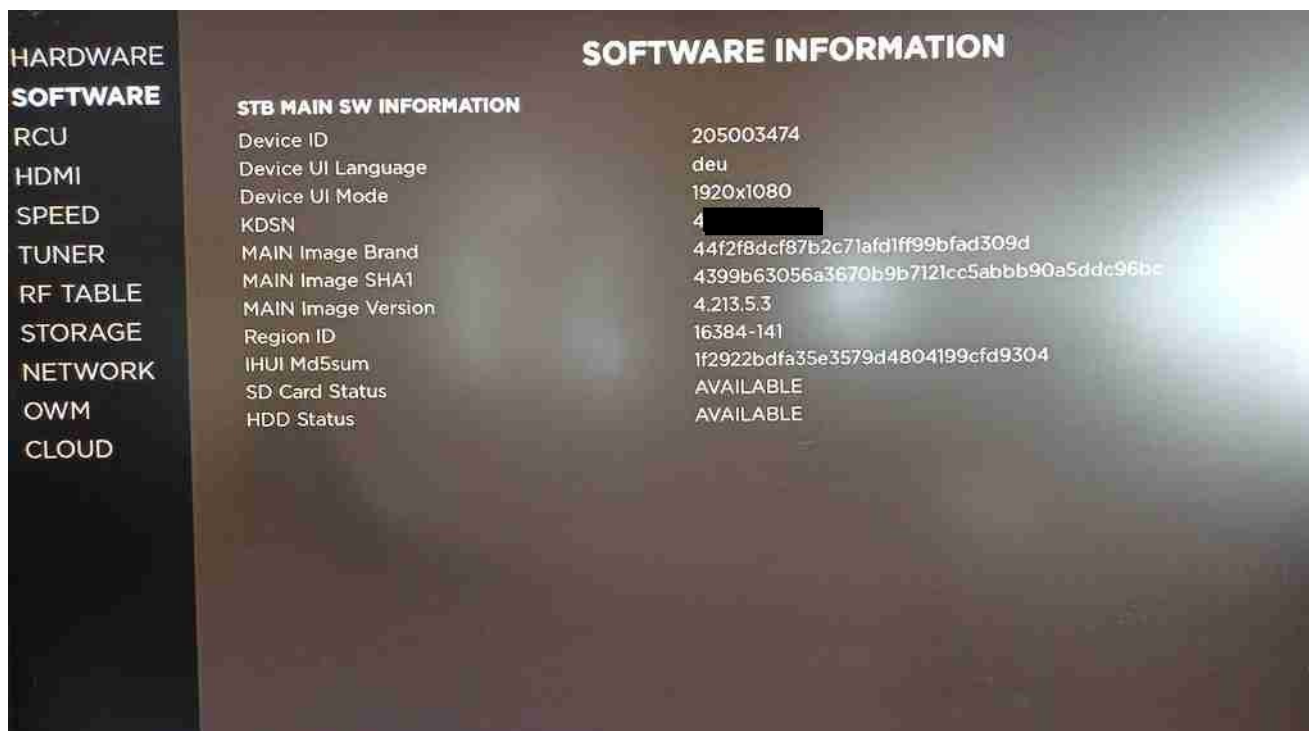 SOFTWARE INFORMATION
HARDWARE
SOFTWARE
RCU
HDMI
SPEED
TUNER
RF TABLE
STORAGE
NETWORK
OWM
CLOUD
STB MAIN SW INFORMATION
Device ID 205003474
Device UI Language deu
Device UI Mode 1920x1080
KDSN 4
MAIN Image Brand 44f2f8dcf87b2c71afd1ff99bfad309d
MAIN Image SHA1 4399b63056a3670b9b7121cc5abbb90a5ddc96bc
MAIN Image Version 4.213.5.3
Region ID 16384-141
IHUI Md5sum 1f2922bdfa35e3579d4804199cfd9304
SD Card Status AVAILABLE
HDD Status AVAILABLE